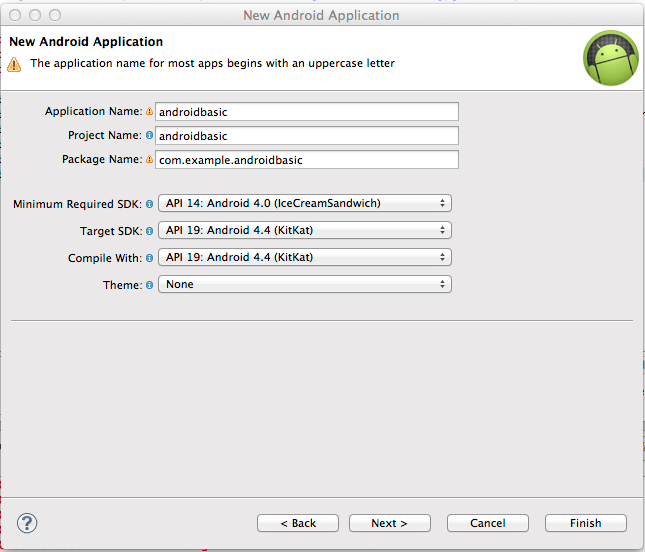 New Android Application
New Android Application
The application name for most apps begins with an uppercase letter
Application Name: androidbasic
Project Name: androidbasic
Package Name: com.example.androidbasic
Minimum Required SDK: API 14: Android 4.0 (IceCreamSandwich)
Target SDK: API 19: Android 4.4 (KitKat)
Compile With: API 19: Android 4.4 (KitKat)
Theme: None
? < Back Next > Cancel Finish